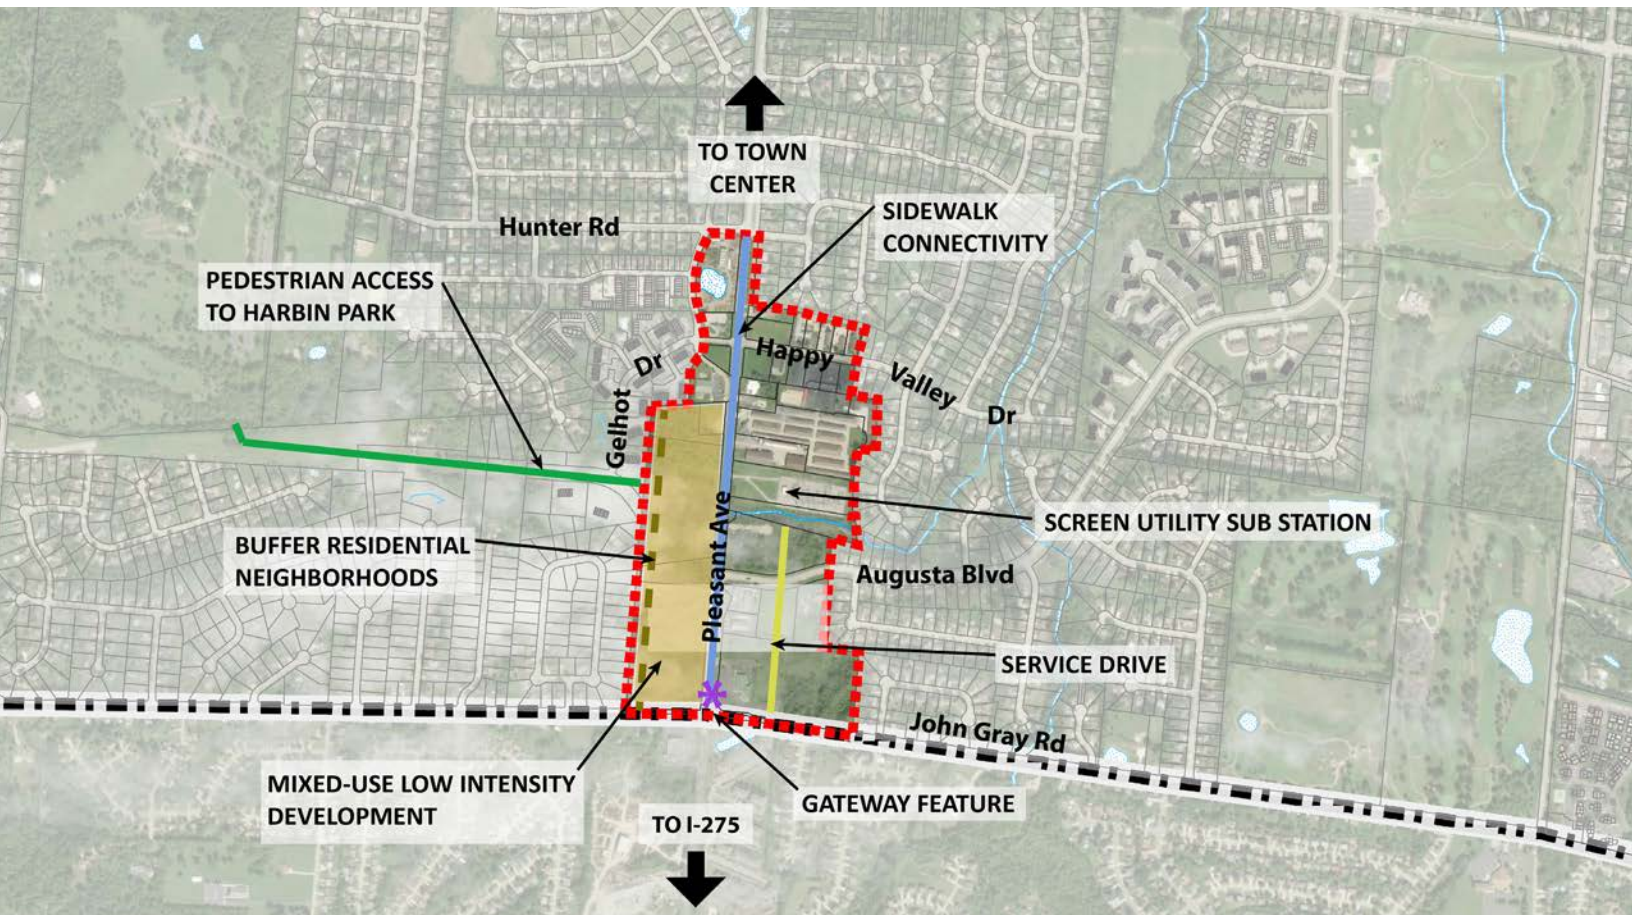 TO TOWN
CENTER
Hunter Rd
SIDEWALK
CONNECTIVITY
PEDESTRIAN ACCESS
TO HARBIN PARK
Happy
Valley
Dr
Gelhot
Dr
SCREEN UTILITY SUB STATION
BUFFER RESIDENTIAL
NEIGHBORHOODS
Pleasant Ave
Augusta Blvd
SERVICE DRIVE
John Gray Rd
MIXED-USE LOW INTENSITY
DEVELOPMENT
GATEWAY FEATURE
TO I-275